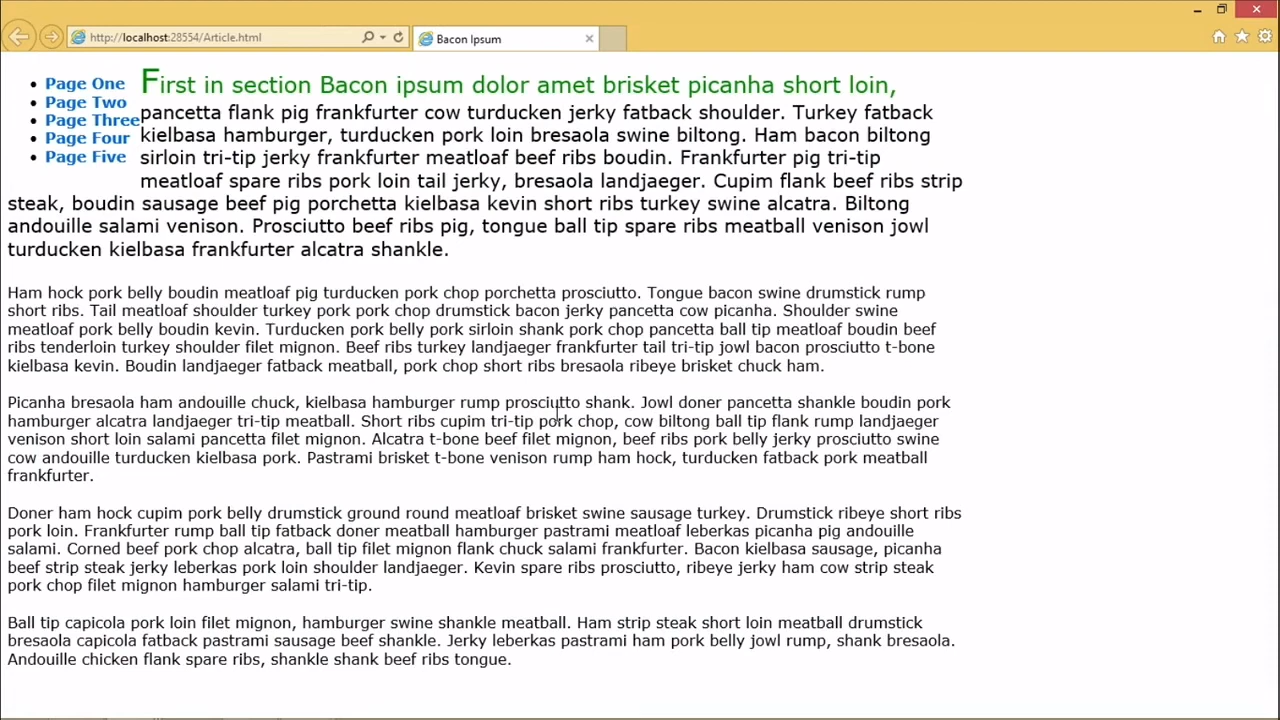 http://localhost:28554/Article.html
Bacon Ipsum
Page One
Page Two
Page Three
Page Four
Page Five
First in section Bacon ipsum dolor amet brisket picanha short loin,
pancetta flank pig frankfurter cow turducken jerky fatback shoulder. Turkey fatback
kielbasa hamburger, turducken pork loin bresaola swine biltong. Ham bacon biltong
sirloin tri-tip jerky frankfurter meatloaf beef ribs boudin. Frankfurter pig tri-tip
meatloaf spare ribs pork loin tail jerky, bresaola landjaeger. Cupim flank beef ribs strip
steak, boudin sausage beef pig porchetta kielbasa kevin short ribs turkey swine alcatra. Biltong
andouille salami venison. Prosciutto beef ribs pig, tongue ball tip spare ribs meatball venison jowl
turducken kielbasa frankfurter alcatra shankle.
Ham hock pork belly boudin meatloaf pig turducken pork chop porchetta prosciutto. Tongue bacon swine drumstick rump
short ribs. Tail meatloaf shoulder turkey pork pork chop drumstick bacon jerky pancetta cow picanha. Shoulder swine
meatloaf pork belly boudin kevin. Turducken pork belly pork sirloin shank pork chop pancetta ball tip meatloaf boudin beef
ribs tenderloin turkey shoulder filet mignon. Beef ribs turkey landjaeger frankfurter tail tri-tip jowl bacon prosciutto t-bone
kielbasa kevin. Boudin landjaeger fatback meatball, pork chop short ribs bresaola ribeye brisket chuck ham.
Picanha bresaola ham andouille chuck, kielbasa hamburger rump prosciutto shank. Jowl doner pancetta shankle boudin pork
hamburger alcatra landjaeger tri-tip meatball. Short ribs cupim tri-tip pork chop, cow biltong ball tip flank rump landjaeger
venison short loin salami pancetta filet mignon. Alcatra t-bone beef filet mignon, beef ribs pork belly jerky prosciutto swine
cow andouille turducken kielbasa pork. Pastrami brisket t-bone venison rump ham hock, turducken fatback pork meatball
frankfurter.
Doner ham hock cupim pork belly drumstick ground round meatloaf brisket swine sausage turkey. Drumstick ribeye short ribs
pork loin. Frankfurter rump ball tip fatback doner meatball hamburger pastrami meatloaf leberkas picanha pig andouille
salami. Corned beef pork chop alcatra, ball tip filet mignon flank chuck salami frankfurter. Bacon kielbasa sausage, picanha
beef strip steak jerky leberkas pork loin shoulder landjaeger. Kevin spare ribs prosciutto, ribeye jerky ham cow strip steak
pork chop filet mignon hamburger salami tri-tip.
Ball tip capicola pork loin filet mignon, hamburger swine shankle meatball. Ham strip steak short loin meatball drumstick
bresaola capicola fatback pastrami sausage beef shankle. Jerky leberkas pastrami ham pork belly jowl rump, shank bresaola.
Andouille chicken flank spare ribs, shankle shank beef ribs tongue.